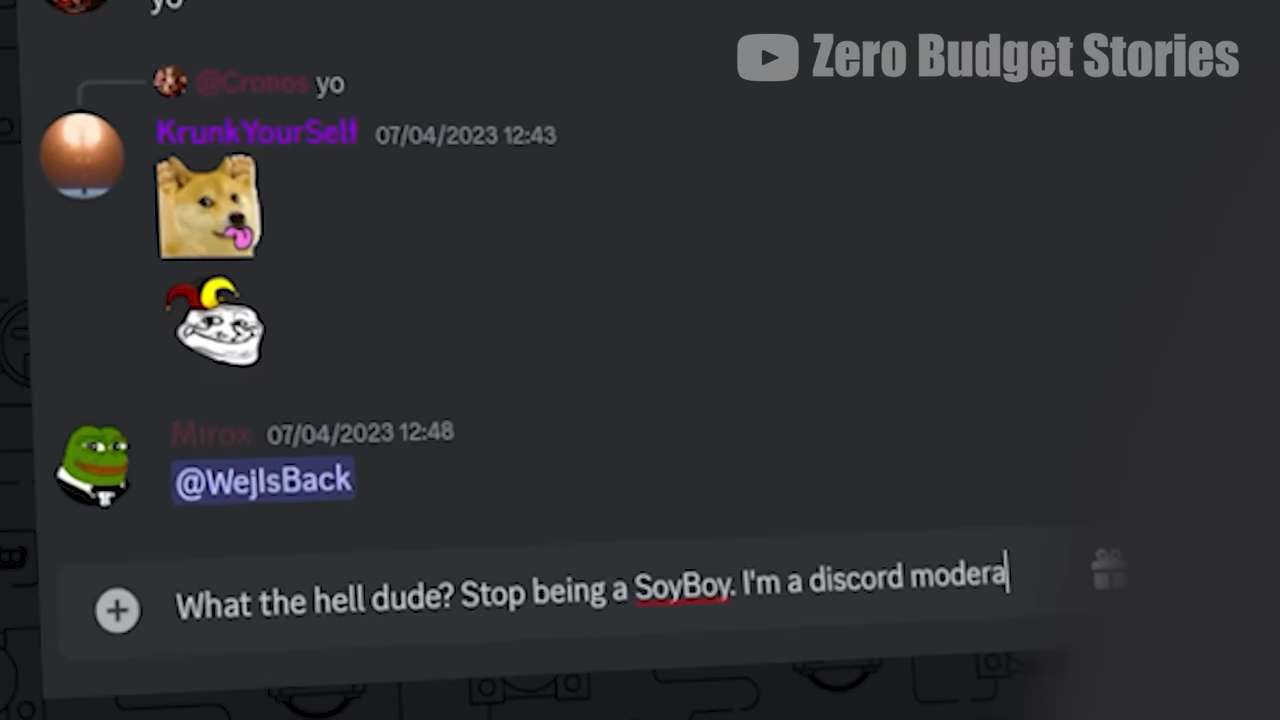 yo
Zero Budget Stories
@Cronos yo
KrunkYourSelf 07/04/2023 12:43
Mirox 07/04/2023 12:48
@WejIsBack
What the hell dude? Stop being a SoyBoy. I'm a discord modera